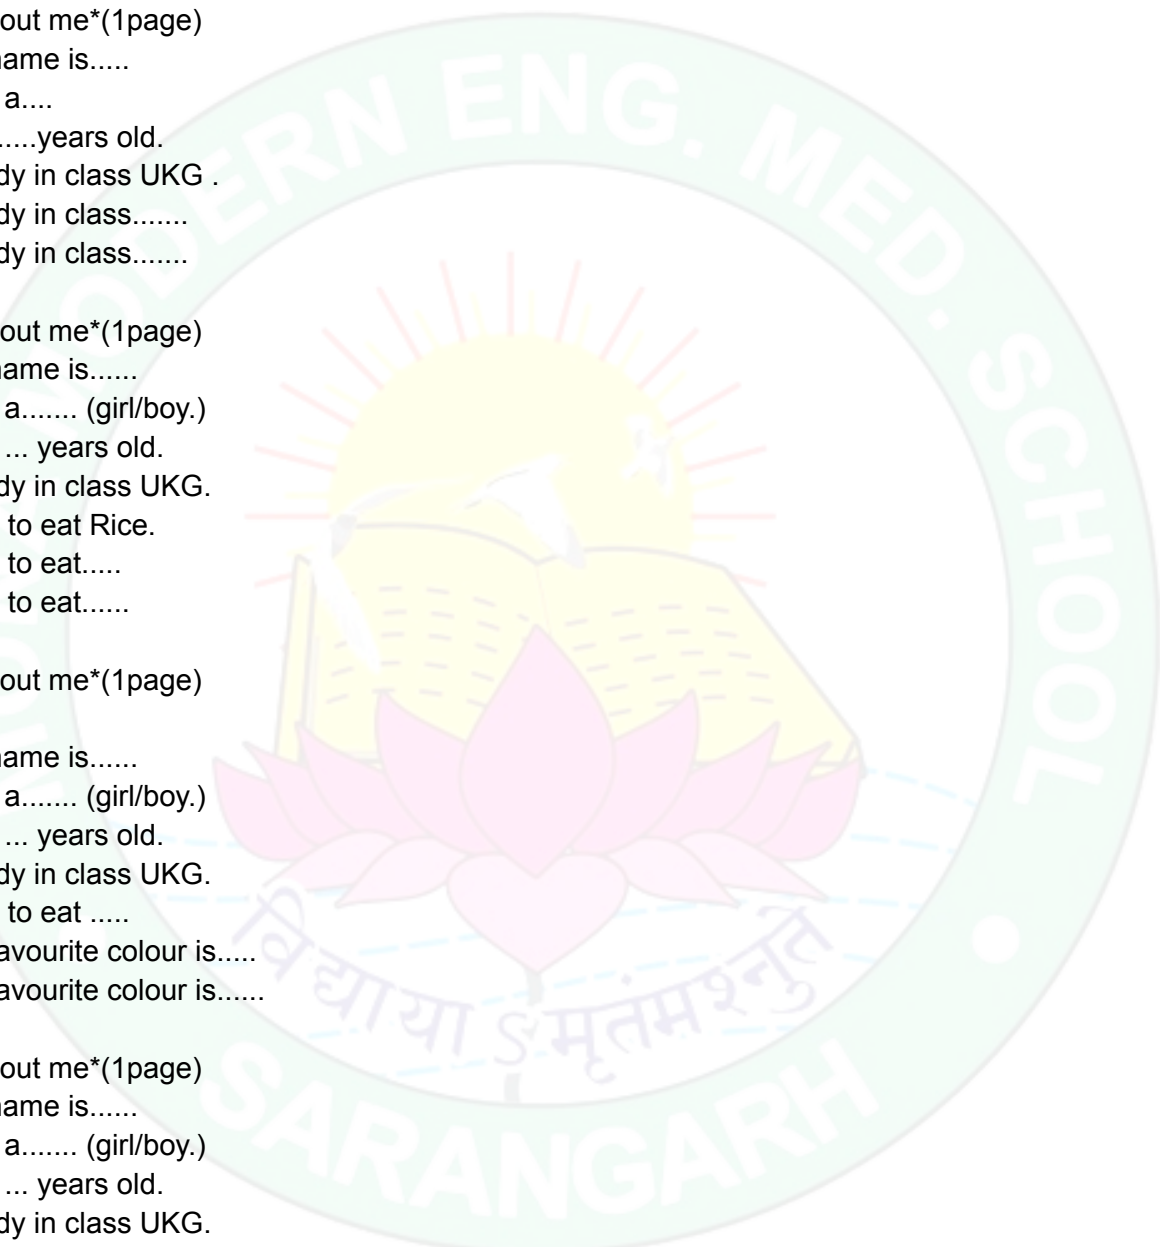 out me*(1page)
ame is.....
a....
.....years old.
dy in class UKG .
dy in class.......
dy in class.......
out me*(1page)
ame is......
a....... (girl/boy.)
... years old.
dy in class UKG.
to eat Rice.
to eat.....
to eat......
out me*(1page)
ame is......
a....... (girl/boy.)
... years old.
dy in class UKG.
to eat .....
avourite colour is.....
avourite colour is......
out me*(1page)
ame is......
a....... (girl/boy.)
... years old.
dy in class UKG.
MODERN ENG. MED. SCHOOL
विद्याया ऽमृतंमश्नुते
SARANGARH